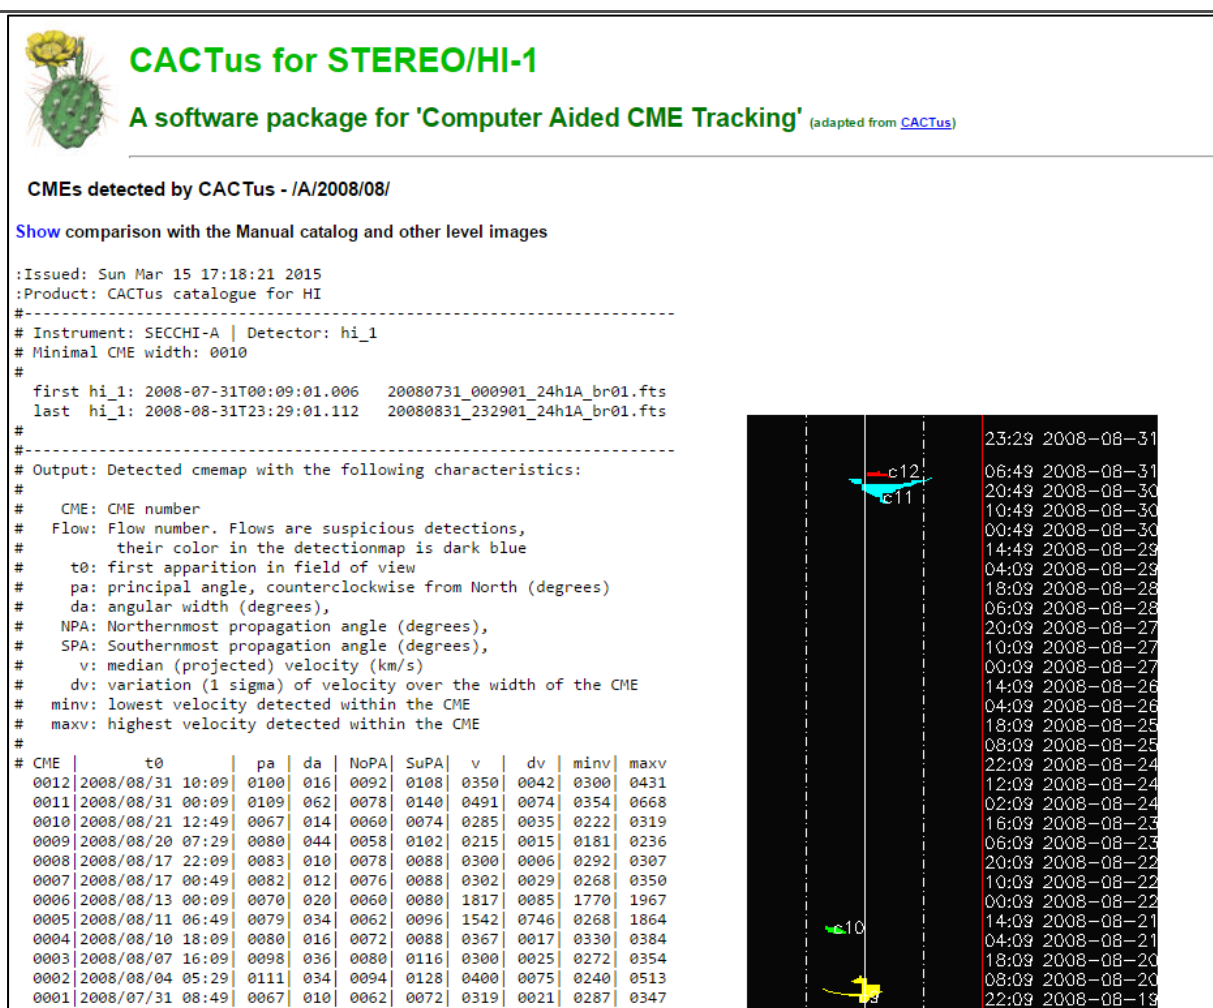 CACTus for STEREO/HI-1
A software package for 'Computer Aided CME Tracking' (adapted from CACTus)
CMEs detected by CACTus - /A/2008/08/
Show comparison with the Manual catalog and other level images
:Issued: Sun Mar 15 17:18:21 2015
:Product: CACTus catalogue for HI
#----------------------------------------------------------------------
# Instrument: SECCHI-A | Detector: hi_1
# Minimal CME width: 0010
#
first hi_1: 2008-07-31T00:09:01.006   20080731_000901_24h1A_br01.fts
last  hi_1: 2008-08-31T23:29:01.112   20080831_232901_24h1A_br01.fts
#
#----------------------------------------------------------------------
# Output: Detected cmemap with the following characteristics:
#
#    CME: CME number
#   Flow: Flow number. Flows are suspicious detections,
#          their color in the detectionmap is dark blue
#     t0: first apparition in field of view
#     pa: principal angle, counterclockwise from North (degrees)
#     da: angular width (degrees),
#    NPA: Northernmost propagation angle (degrees),
#    SPA: Southernmost propagation angle (degrees),
#      v: median (projected) velocity (km/s)
#     dv: variation (1 sigma) of velocity over the width of the CME
#   minv: lowest velocity detected within the CME
#   maxv: highest velocity detected within the CME
#
# CME |       t0       |  pa |  da | NoPA| SuPA|  v  |  dv | minv| maxv
0012|2008/08/31 10:09| 0100| 016| 0092| 0108| 0350| 0042| 0300| 0431
0011|2008/08/31 00:09| 0109| 062| 0078| 0140| 0491| 0074| 0354| 0668
0010|2008/08/21 12:49| 0067| 014| 0060| 0074| 0285| 0035| 0222| 0319
0009|2008/08/20 07:29| 0080| 044| 0058| 0102| 0215| 0015| 0181| 0236
0008|2008/08/17 22:09| 0083| 010| 0078| 0088| 0300| 0006| 0292| 0307
0007|2008/08/17 00:49| 0082| 012| 0076| 0088| 0302| 0029| 0268| 0350
0006|2008/08/13 00:09| 0070| 020| 0060| 0080| 1817| 0085| 1770| 1967
0005|2008/08/11 06:49| 0079| 034| 0062| 0096| 1542| 0746| 0268| 1864
0004|2008/08/10 18:09| 0080| 016| 0072| 0088| 0367| 0017| 0330| 0384
0003|2008/08/07 16:09| 0098| 036| 0080| 0116| 0300| 0025| 0272| 0354
0002|2008/08/04 05:29| 0111| 034| 0094| 0128| 0400| 0075| 0240| 0513
0001|2008/07/31 08:49| 0067| 010| 0062| 0072| 0319| 0021| 0287| 0347
c12
c11
c10
23:29 2008-08-31
06:49 2008-08-31
20:49 2008-08-30
10:49 2008-08-30
00:49 2008-08-30
14:49 2008-08-29
04:09 2008-08-29
18:09 2008-08-28
06:09 2008-08-28
20:09 2008-08-27
10:09 2008-08-27
00:09 2008-08-27
14:09 2008-08-26
04:09 2008-08-26
18:09 2008-08-25
08:09 2008-08-25
22:09 2008-08-24
12:09 2008-08-24
02:09 2008-08-24
16:09 2008-08-23
06:09 2008-08-23
20:09 2008-08-22
10:09 2008-08-22
00:09 2008-08-22
14:09 2008-08-21
04:09 2008-08-21
18:09 2008-08-20
08:09 2008-08-20
22:09 2008-08-19